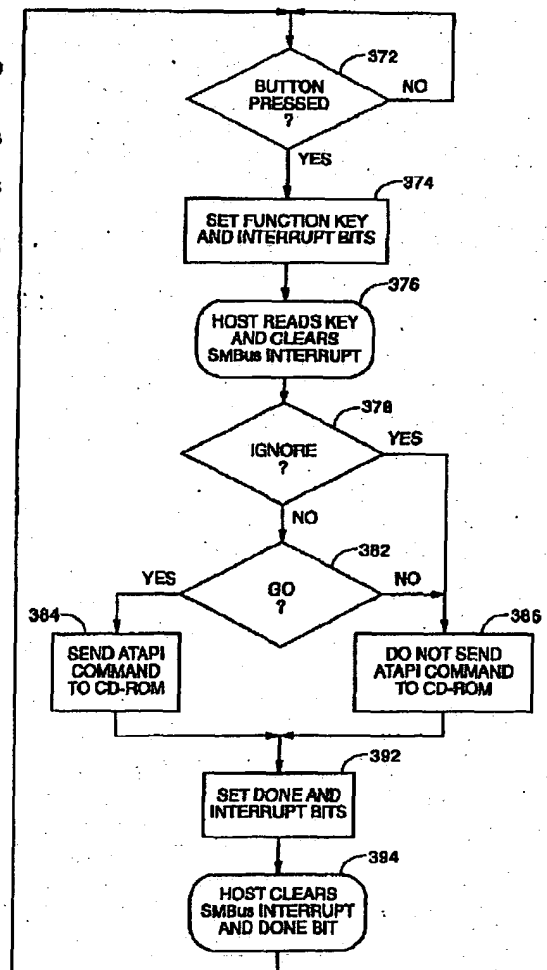 372
BUTTON
PRESSED
?
NO
YES
374
SET FUNCTION KEY
AND INTERRUPT BITS
376
HOST READS KEY
AND CLEARS
SMBus INTERRUPT
378
IGNORE
?
YES
NO
382
GO
?
YES
NO
384
SEND ATAPI
COMMAND
TO CD-ROM
386
DO NOT SEND
ATAPI COMMAND
TO CD-ROM
392
SET DONE AND
INTERRUPT BITS
394
HOST CLEARS
SMBus INTERRUPT
AND DONE BIT